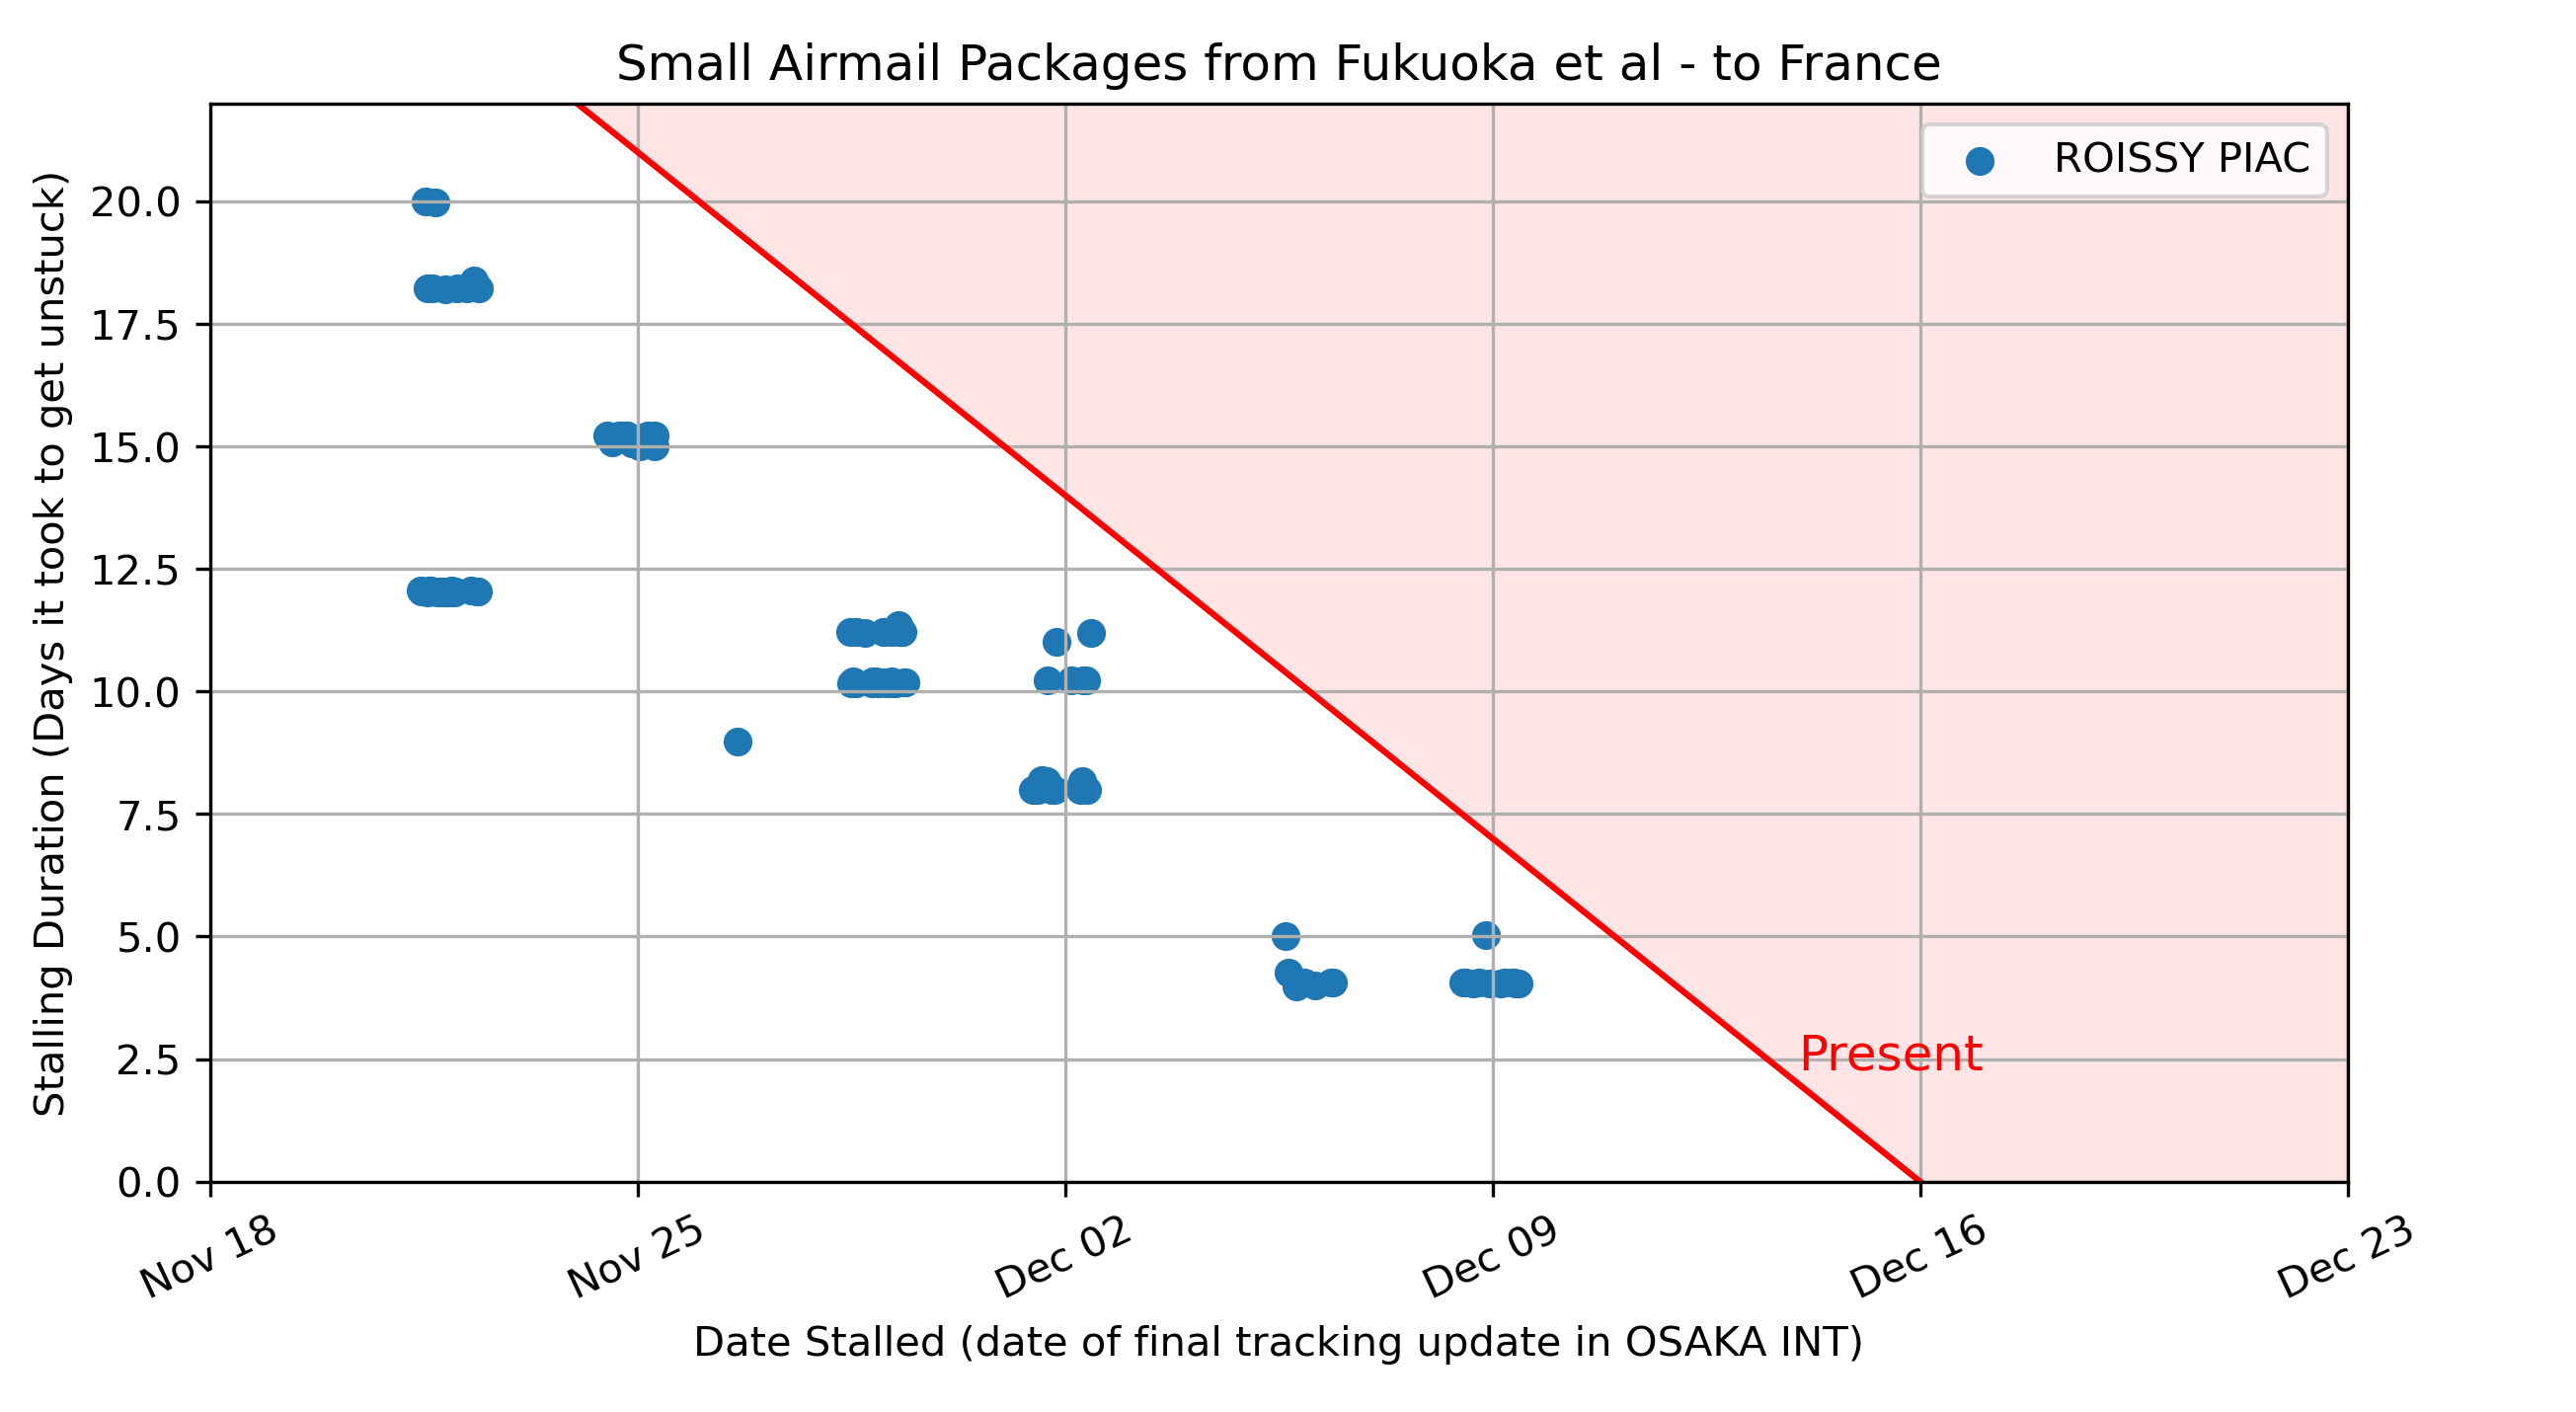 Small Airmail Packages from Fukuoka et al - to France
ROISSY PIAC
Stalling Duration (Days it took to get unstuck)
20.0
17.5
15.0
12.5
10.0
7.5
5.0
2.5
0.0
Present
Nov 18
Nov 25
Dec 02
Dec 09
Dec 16
Dec 23
Date Stalled (date of final tracking update in OSAKA INT)